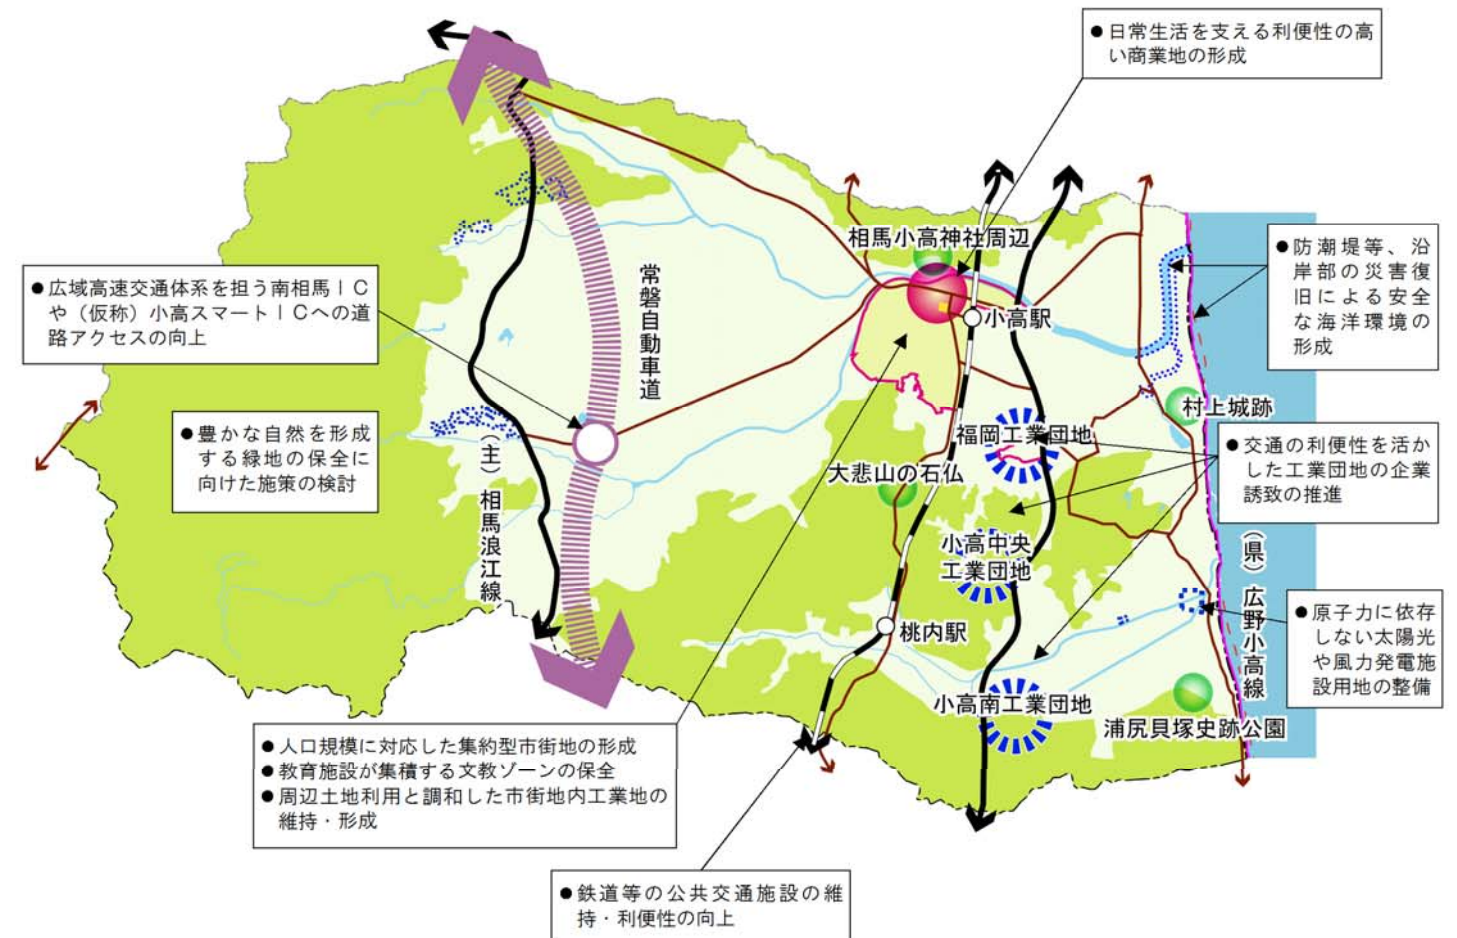 ●日常生活を支える利便性の高
い商業地の形成
相馬小高神社周辺
●防潮堤等、沿
岸部の災害復
旧による安全
な海洋環境の
形成
●広域高速交通体系を担う南相馬ＩＣ
や（仮称）小高スマートＩＣへの道
路アクセスの向上
常磐自動車道
小高駅
村上城跡
●豊かな自然を形成
する緑地の保全に
向けた施策の検討
（主）相馬浪江線
福岡工業団地
●交通の利便性を活か
した工業団地の企業
誘致の推進
大悲山の石仏
小高中央
工業団地
（県）広野小高線
桃内駅
●原子力に依存
しない太陽光
や風力発電施
設用地の整備
小高南工業団地
浦尻貝塚史跡公園
●人口規模に対応した集約型市街地の形成
●教育施設が集積する文教ゾーンの保全
●周辺土地利用と調和した市街地内工業地の
維持・形成
●鉄道等の公共交通施設の維
持・利便性の向上